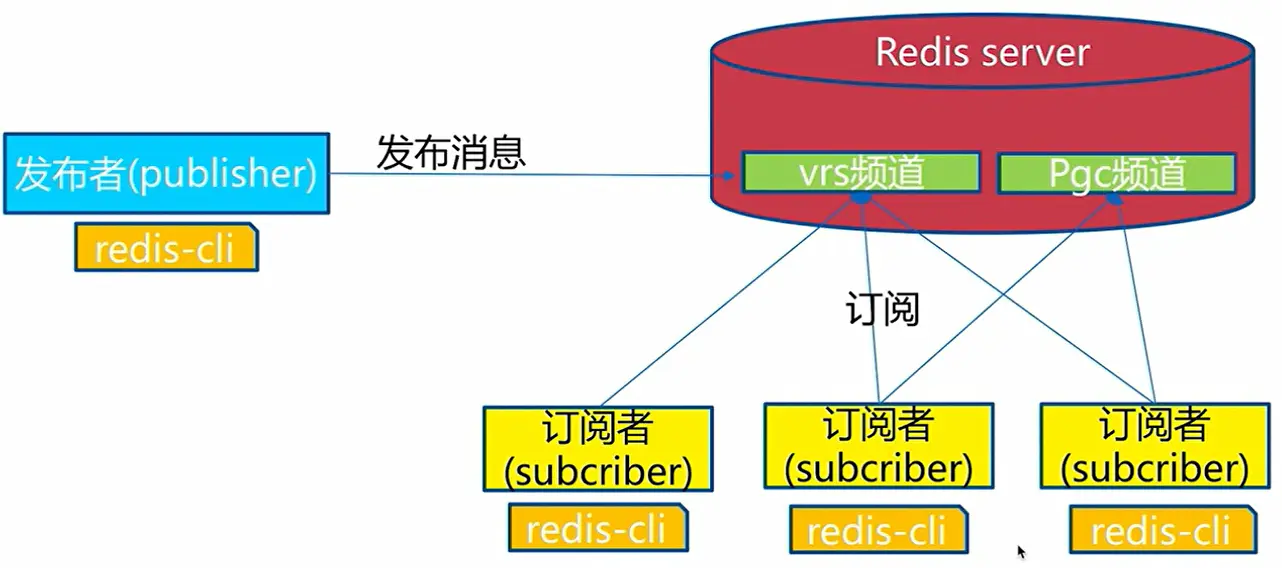 Redis server
发布消息
发布者(publisher)
vrs频道
Pgc频道
redis-cli
订阅
订阅者
(subcriber)
订阅者
(subcriber)
订阅者
(subcriber)
redis-cli
redis-cli
redis-cli